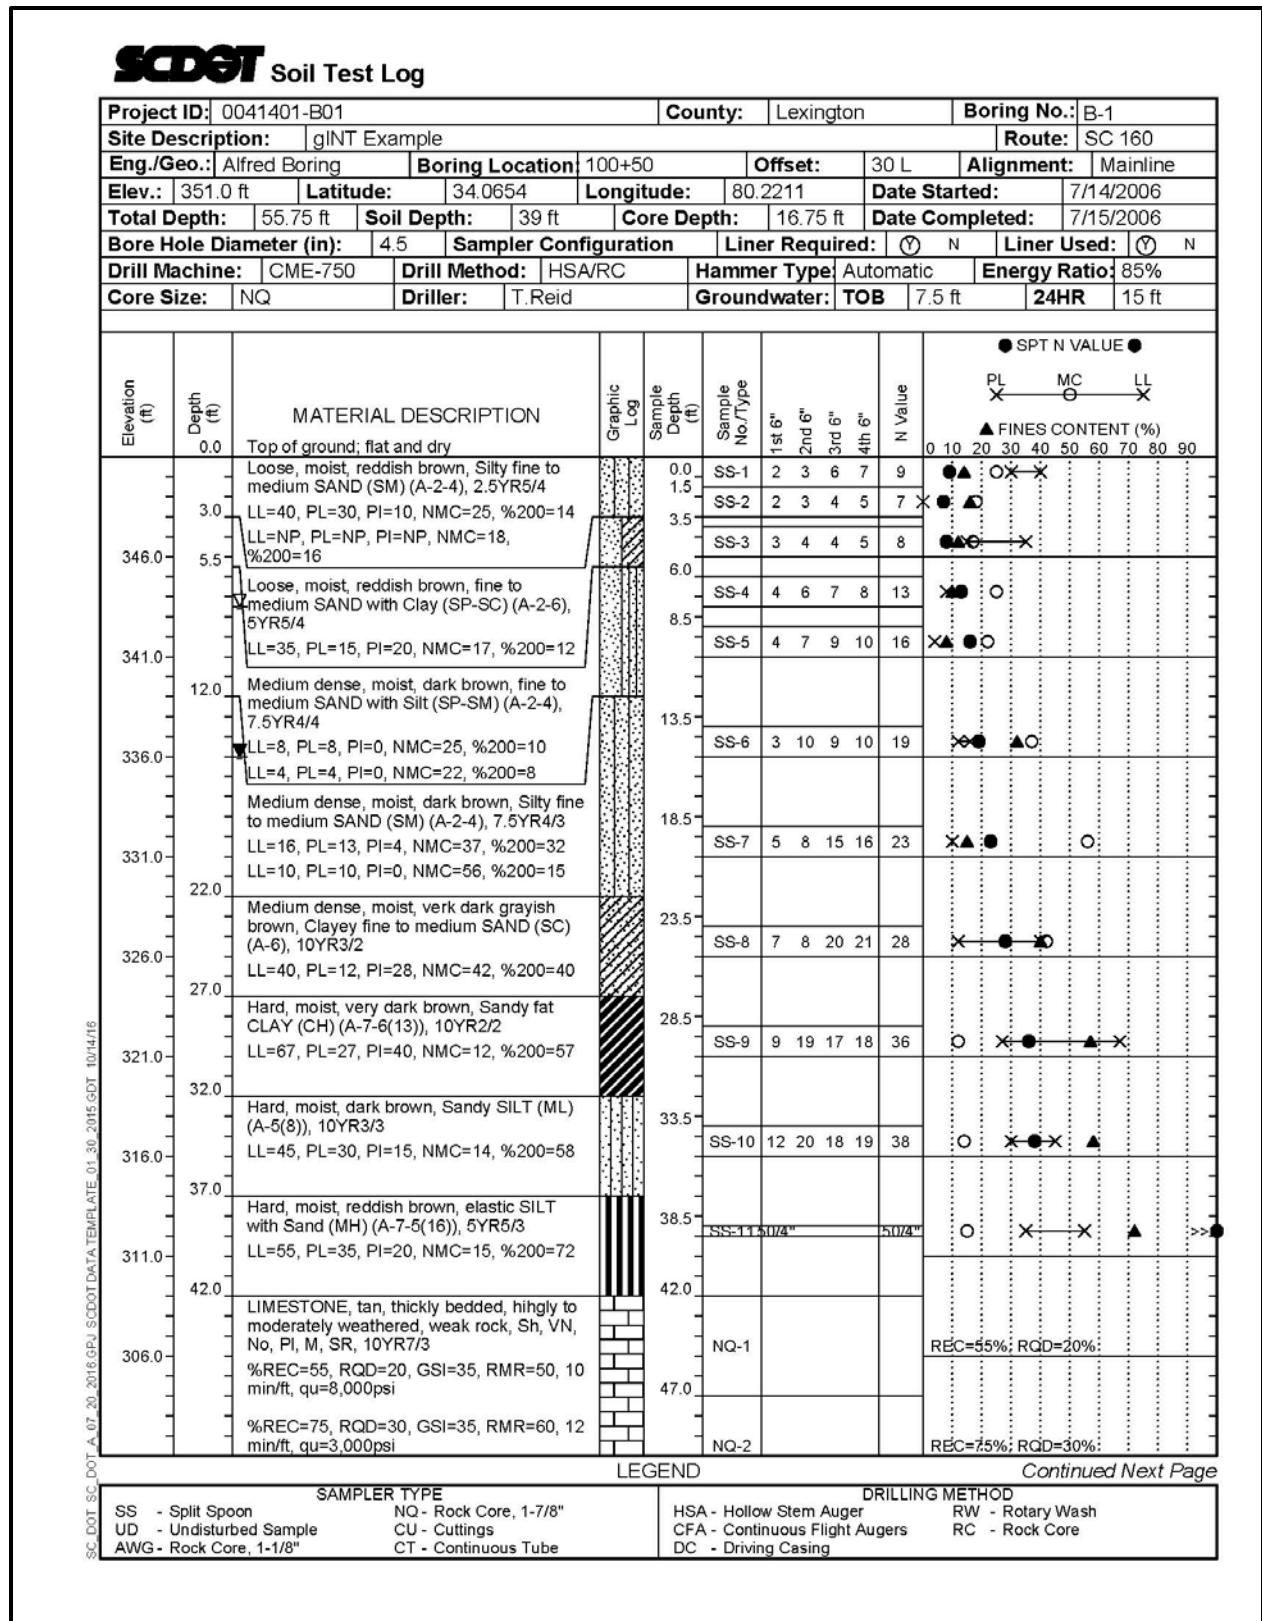 SCDOT Soil Test Log
Project ID: 0041401-B01 County: Lexington Boring No.: B-1
Site Description: gINT Example Route: SC 160
Eng./Geo.: Alfred Boring Boring Location: 100+50 Offset: 30 L Alignment: Mainline
Elev.: 351.0 ft Latitude: 34.0654 Longitude: 80.2211 Date Started: 7/14/2006
Total Depth: 55.75 ft Soil Depth: 39 ft Core Depth: 16.75 ft Date Completed: 7/15/2006
Bore Hole Diameter (in): 4.5 Sampler Configuration Liner Required: Y N Liner Used: Y N
Drill Machine: CME-750 Drill Method: HSA/RC Hammer Type: Automatic Energy Ratio: 85%
Core Size: NQ Driller: T.Reid Groundwater: TOB 7.5 ft 24HR 15 ft
Elevation (ft)
Depth (ft)
MATERIAL DESCRIPTION
Graphic Log
Sample Depth (ft)
Sample No./Type
1st 6"
2nd 6"
3rd 6"
4th 6"
N Value
SPT N VALUE
PL MC LL
FINES CONTENT (%)
0 10 20 30 40 50 60 70 80 90
0.0 Top of ground; flat and dry
Loose, moist, reddish brown, Silty fine to
medium SAND (SM) (A-2-4), 2.5YR5/4
LL=40, PL=30, PI=10, NMC=25, %200=14
3.0
LL=NP, PL=NP, PI=NP, NMC=18,
%200=16
346.0
5.5
Loose, moist, reddish brown, fine to
medium SAND with Clay (SP-SC) (A-2-6),
5YR5/4
LL=35, PL=15, PI=20, NMC=17, %200=12
341.0
12.0
Medium dense, moist, dark brown, fine to
medium SAND with Silt (SP-SM) (A-2-4),
7.5YR4/4
LL=8, PL=8, PI=0, NMC=25, %200=10
336.0
LL=4, PL=4, PI=0, NMC=22, %200=8
Medium dense, moist, dark brown, Silty fine
to medium SAND (SM) (A-2-4), 7.5YR4/3
LL=16, PL=13, PI=4, NMC=37, %200=32
331.0
LL=10, PL=10, PI=0, NMC=56, %200=15
22.0
Medium dense, moist, verk dark grayish
brown, Clayey fine to medium SAND (SC)
(A-6), 10YR3/2
326.0
LL=40, PL=12, PI=28, NMC=42, %200=40
27.0
Hard, moist, very dark brown, Sandy fat
CLAY (CH) (A-7-6(13)), 10YR2/2
321.0
LL=67, PL=27, PI=40, NMC=12, %200=57
32.0
Hard, moist, dark brown, Sandy SILT (ML)
(A-5(8)), 10YR3/3
316.0
LL=45, PL=30, PI=15, NMC=14, %200=58
37.0
Hard, moist, reddish brown, elastic SILT
with Sand (MH) (A-7-5(16)), 5YR5/3
311.0
LL=55, PL=35, PI=20, NMC=15, %200=72
42.0
LIMESTONE, tan, thickly bedded, hihgly to
moderately weathered, weak rock, Sh, VN,
No, PI, M, SR, 10YR7/3
306.0
%REC=55, RQD=20, GSI=35, RMR=50, 10
min/ft, qu=8,000psi
%REC=75, RQD=30, GSI=35, RMR=60, 12
min/ft, qu=3,000psi
0.0 SS-1 2 3 6 7 9
1.5
SS-2 2 3 4 5 7
3.5
SS-3 3 4 4 5 8
6.0
SS-4 4 6 7 8 13
8.5
SS-5 4 7 9 10 16
13.5
SS-6 3 10 9 10 19
18.5
SS-7 5 8 15 16 23
23.5
SS-8 7 8 20 21 28
28.5
SS-9 9 19 17 18 36
33.5
SS-10 12 20 18 19 38
38.5
SS-11 50/4" 50/4" >>
42.0
NQ-1 REC=55%; RQD=20%
47.0
NQ-2 REC=75%; RQD=30%
LEGEND
Continued Next Page
SAMPLER TYPE
SS - Split Spoon NQ - Rock Core, 1-7/8"
UD - Undisturbed Sample CU - Cuttings
AWG - Rock Core, 1-1/8" CT - Continuous Tube
DRILLING METHOD
HSA - Hollow Stem Auger RW - Rotary Wash
CFA - Continuous Flight Augers RC - Rock Core
DC - Driving Casing
SC_DOT SC_DOT_A_07_20_2016.GPJ SCDOT DATA TEMPLATE_01_30_2015.GDT 10/14/16